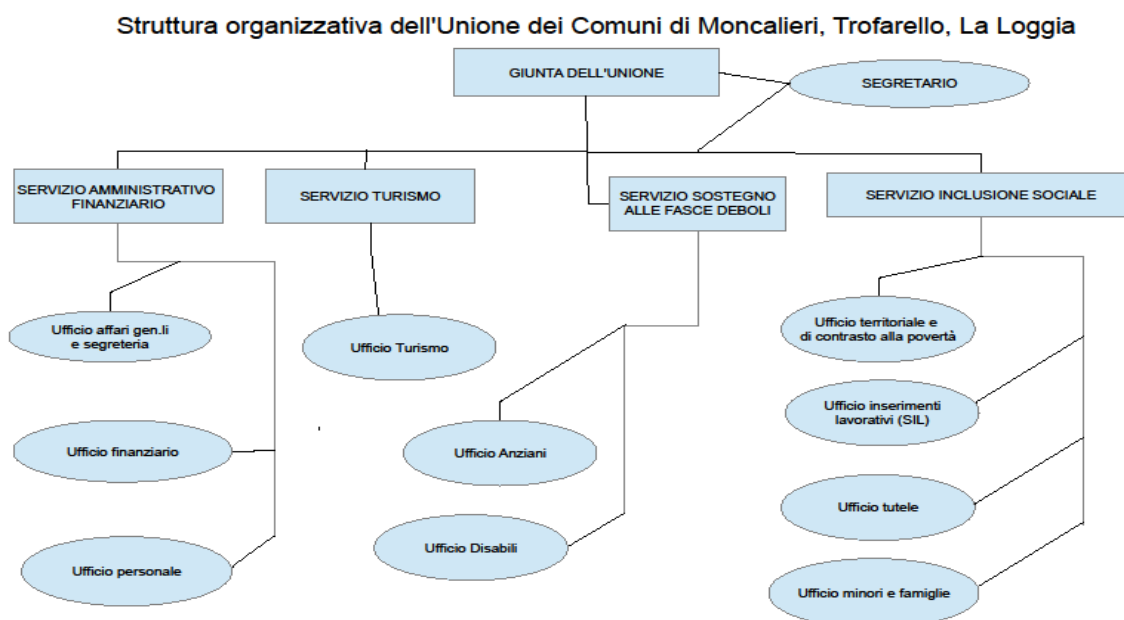 Struttura organizzativa dell'Unione dei Comuni di Moncalieri, Trofarello, La Loggia
GIUNTA DELL'UNIONE
SEGRETARIO
SERVIZIO AMMINISTRATIVO
FINANZIARIO
SERVIZIO TURISMO
SERVIZIO SOSTEGNO
ALLE FASCE DEBOLI
SERVIZIO INCLUSIONE SOCIALE
Ufficio affari gen.li
e segreteria
Ufficio finanziario
Ufficio personale
Ufficio Turismo
Ufficio Anziani
Ufficio Disabili
Ufficio territoriale e
di contrasto alla povertà
Ufficio inserimenti
lavorativi (SIL)
Ufficio tutele
Ufficio minori e famiglie